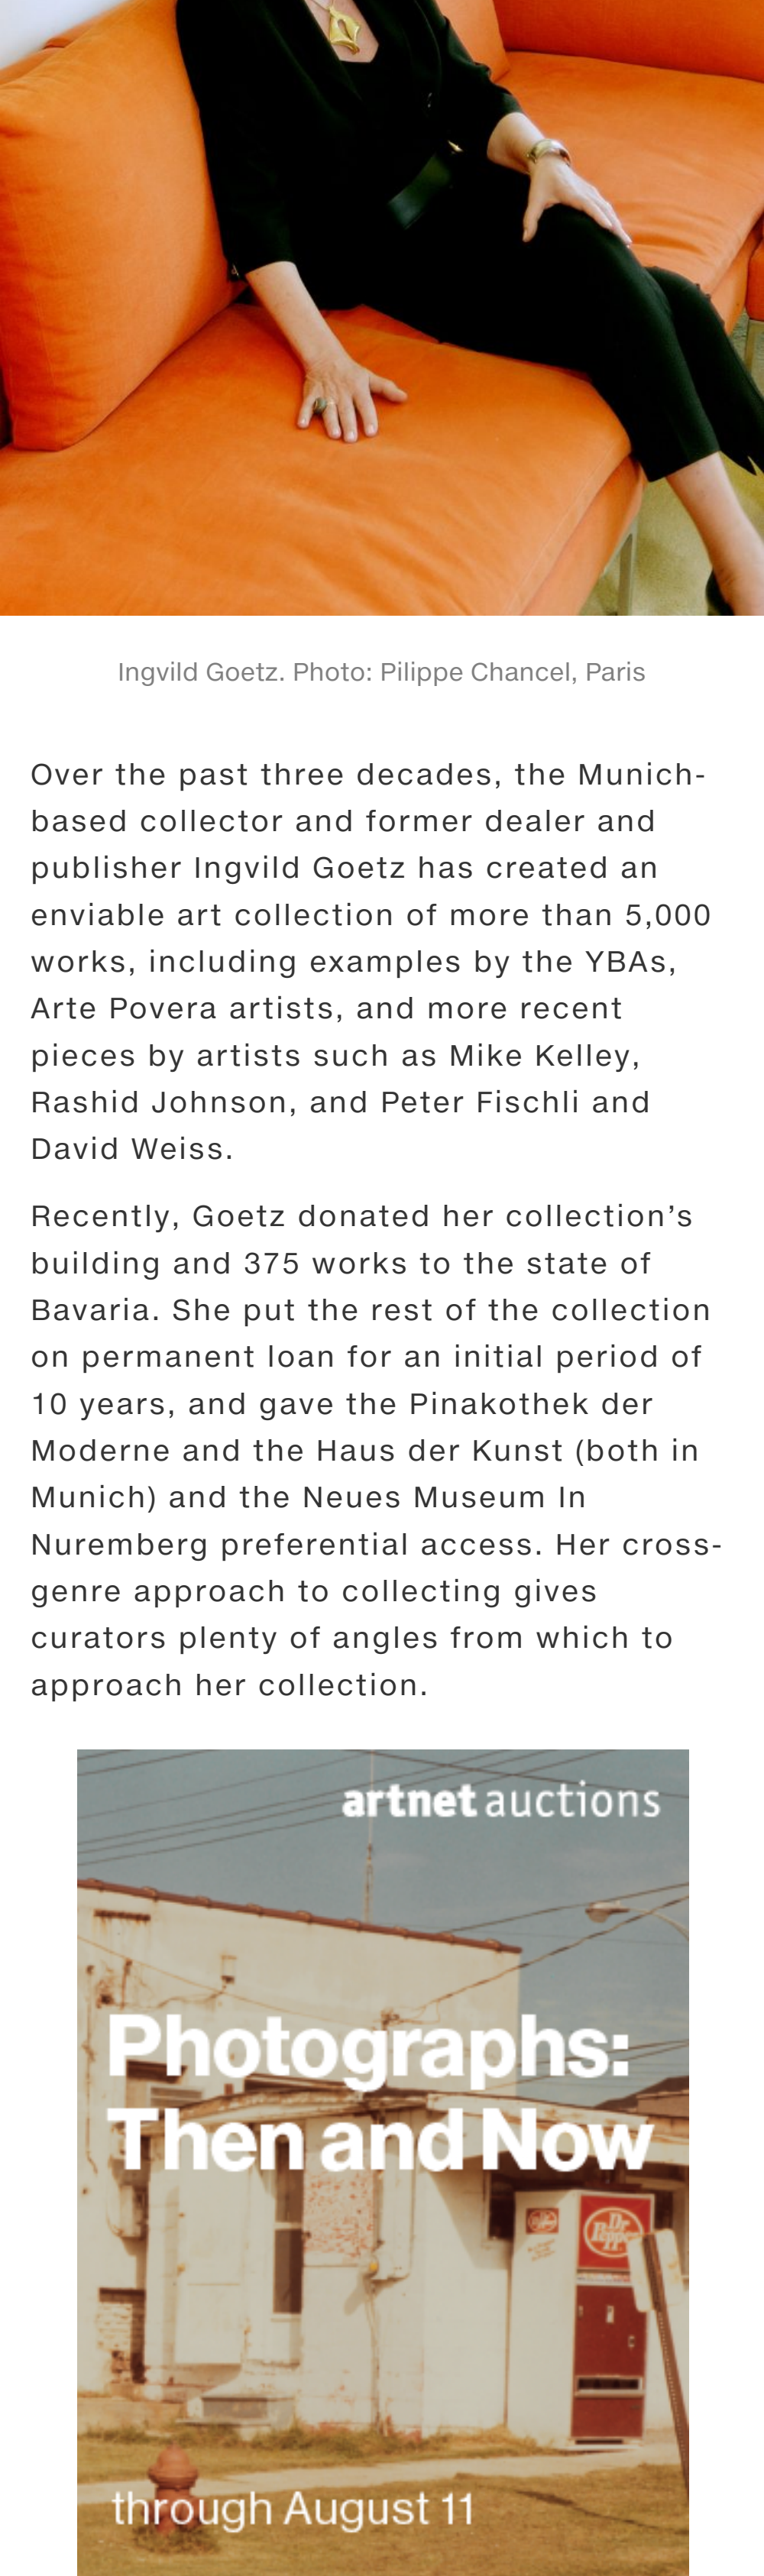 Ingvild Goetz. Photo: Pilippe Chancel, Paris
Over the past three decades, the Munich-
based collector and former dealer and
publisher Ingvild Goetz has created an
enviable art collection of more than 5,000
works, including examples by the YBAs,
Arte Povera artists, and more recent
pieces by artists such as Mike Kelley,
Rashid Johnson, and Peter Fischli and
David Weiss.
Recently, Goetz donated her collection’s
building and 375 works to the state of
Bavaria. She put the rest of the collection
on permanent loan for an initial period of
10 years, and gave the Pinakothek der
Moderne and the Haus der Kunst (both in
Munich) and the Neues Museum In
Nuremberg preferential access. Her cross-
genre approach to collecting gives
curators plenty of angles from which to
approach her collection.
artnet auctions
Photographs:
Then and Now
Dr
Pepper
through August 11